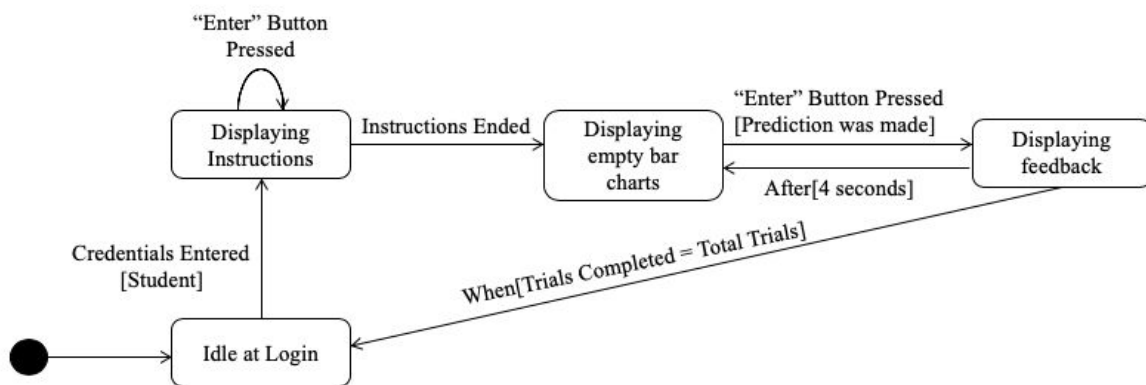 “Enter” Button
Pressed
Displaying
Instructions
Instructions Ended
Displaying
empty bar
charts
“Enter” Button Pressed
[Prediction was made]
Displaying
feedback
After[4 seconds]
Credentials Entered
[Student]
When[Trials Completed = Total Trials]
Idle at Login